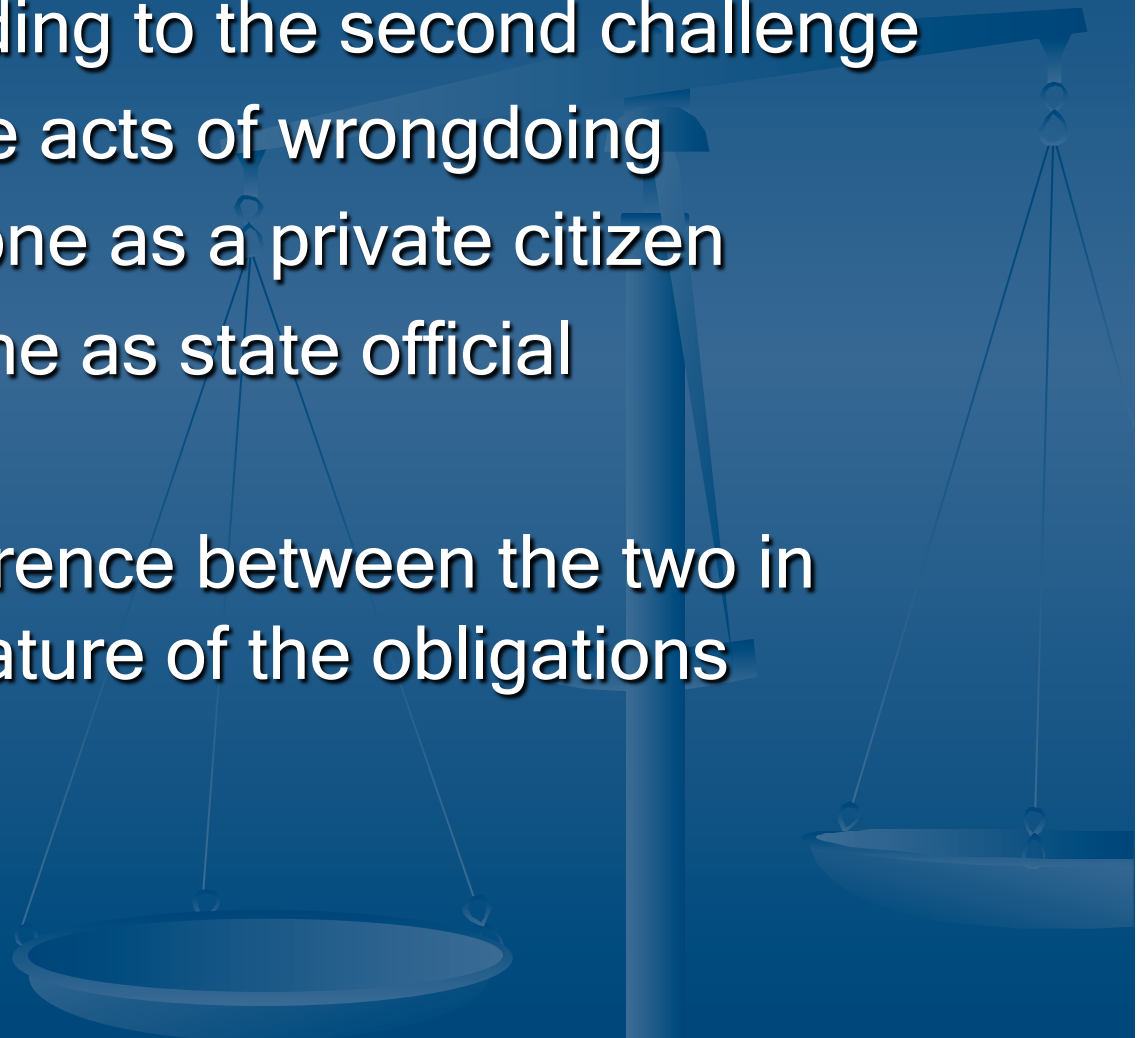 ding to the second challenge
e acts of wrongdoing
one as a private citizen
ne as state official
rence between the two in
ature of the obligations